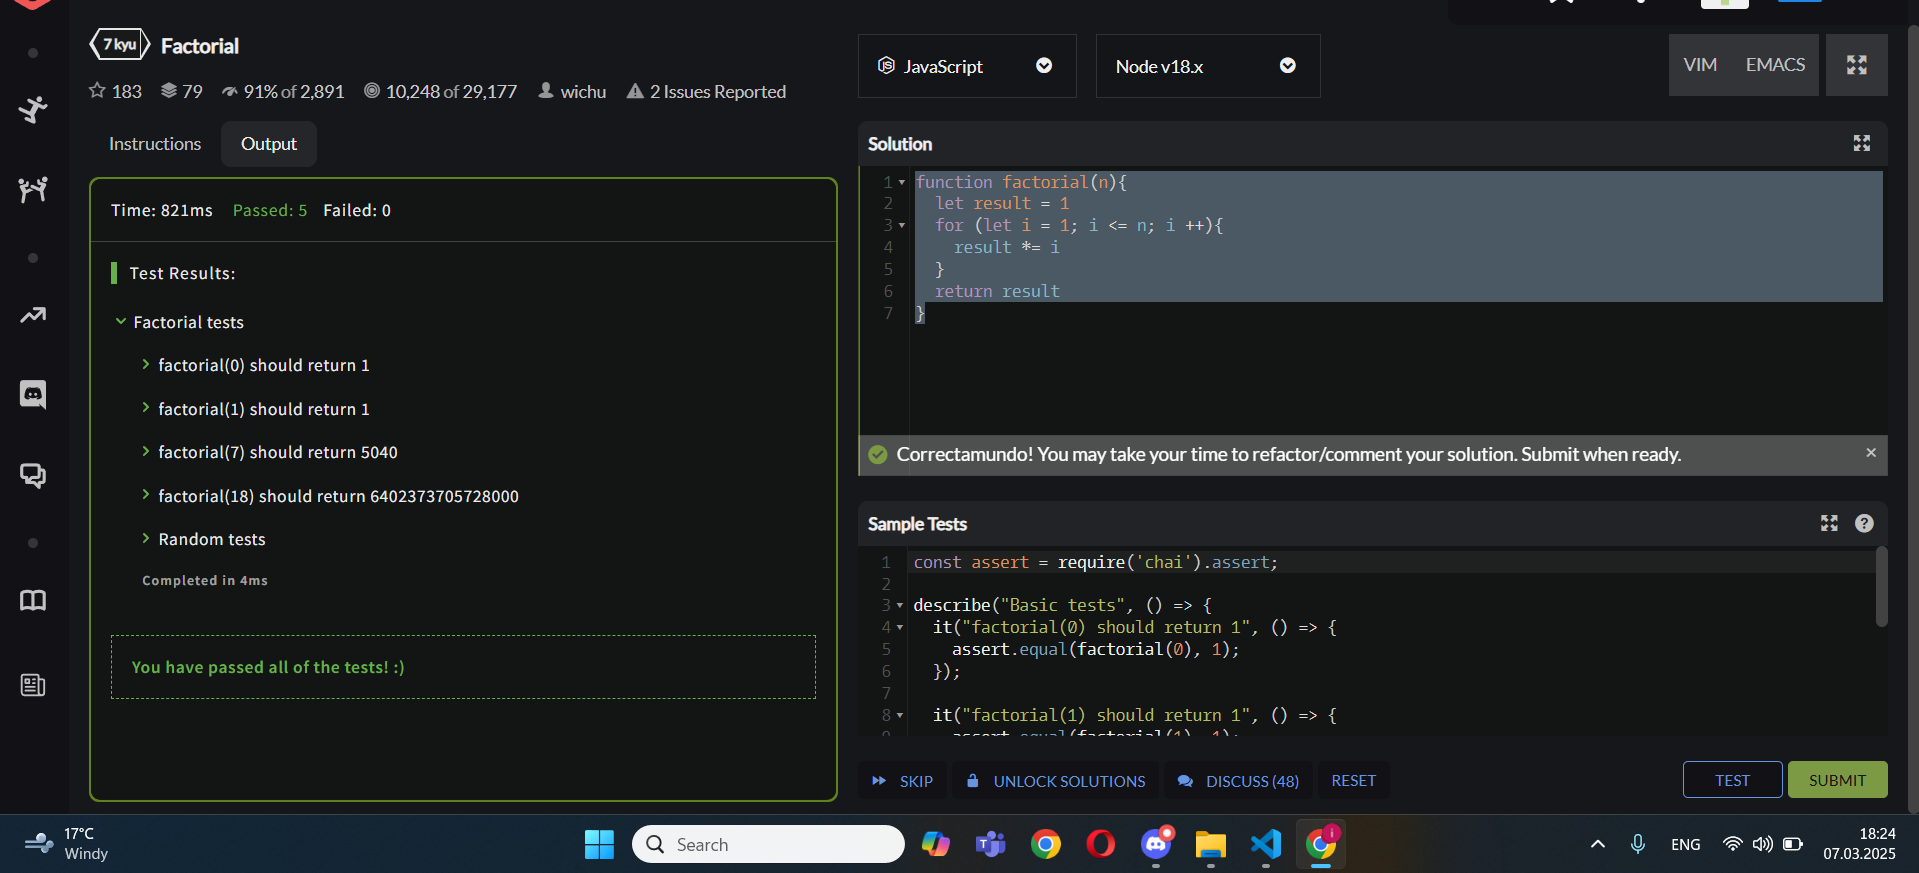 7 kyu Factorial
183 79 91% of 2,891 10,248 of 29,177 wichu 2 Issues Reported
Instructions Output
Time: 821ms Passed: 5 Failed: 0
Test Results:
Factorial tests
factorial(0) should return 1
factorial(1) should return 1
factorial(7) should return 5040
factorial(18) should return 6402373705728000
Random tests
Completed in 4ms
You have passed all of the tests! :)
JavaScript Node v18.x VIM EMACS
Solution
1 function factorial(n){
2 let result = 1
3 for (let i = 1; i <= n; i ++){
4 result *= i
5 }
6 return result
7 }
Correctamundo! You may take your time to refactor/comment your solution. Submit when ready. ×
Sample Tests ?
1 const assert = require('chai').assert;
2
3 describe("Basic tests", () => {
4 it("factorial(0) should return 1", () => {
5 assert.equal(factorial(0), 1);
6 });
7
8 it("factorial(1) should return 1", () => {
9 assert.equal(factorial(1), 1);
SKIP UNLOCK SOLUTIONS DISCUSS (48) RESET TEST SUBMIT
17°C
Windy
Search
ENG
18:24
07.03.2025